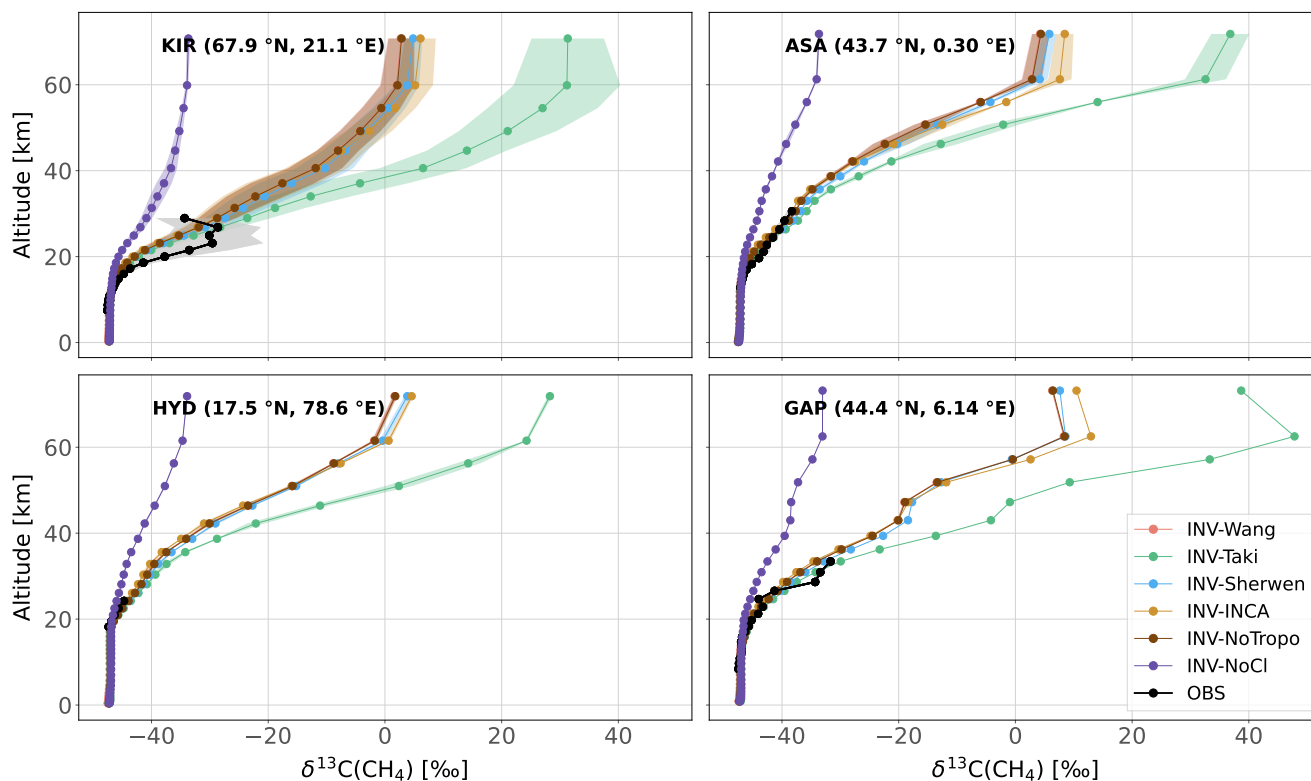 KIR (67.9 °N, 21.1 °E)
ASA (43.7 °N, 0.30 °E)
Altitude [km]
60
40
20
0
HYD (17.5 °N, 78.6 °E)
GAP (44.4 °N, 6.14 °E)
Altitude [km]
60
40
20
0
INV-Wang
INV-Taki
INV-Sherwen
INV-INCA
INV-NoTropo
INV-NoCl
OBS
−40 −20 0 20 40
−40 −20 0 20 40
δ¹³C(CH₄) [‰]
δ¹³C(CH₄) [‰]